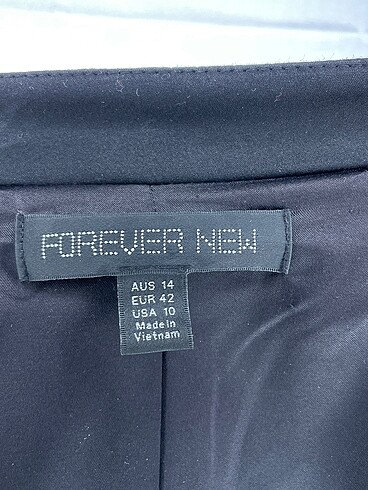 FOREVER NEW
AUS 14
EUR 42
USA 10
Made in
Vietnam